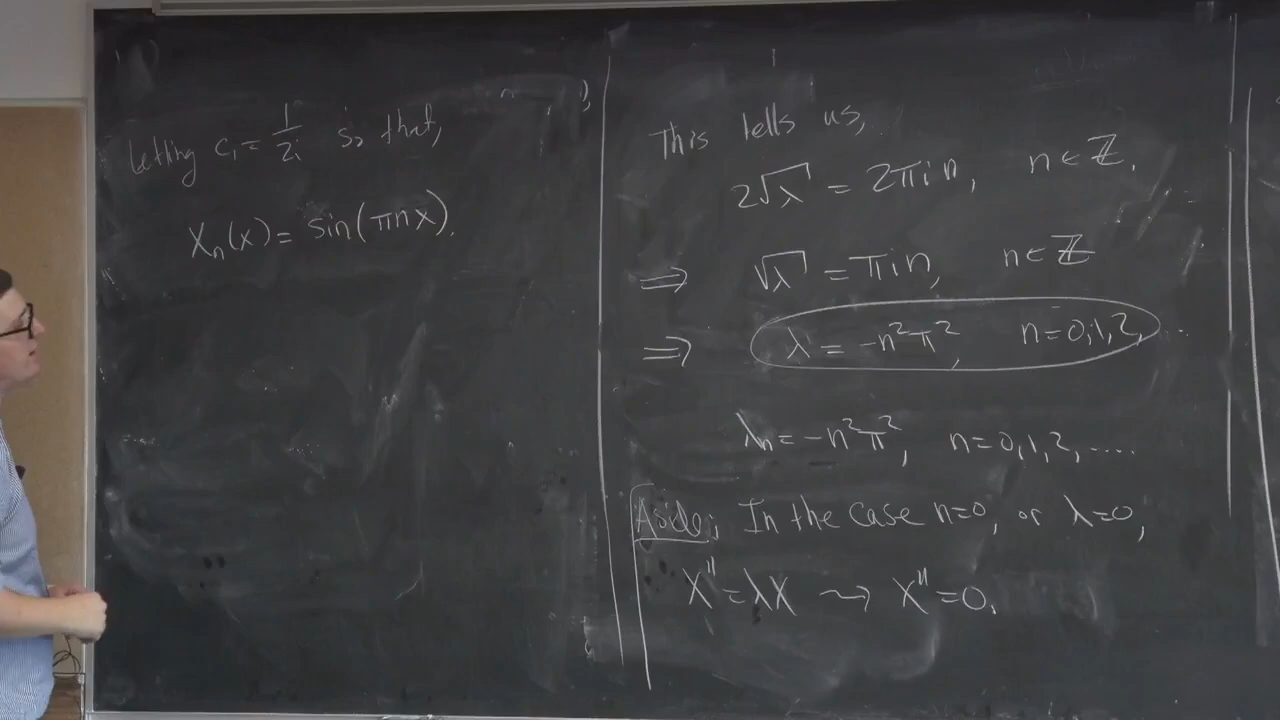 Letting c₁ = 1/2i so that,
Xₙ(x) = sin(πnx).
This tells us,
2√λ = 2πin, n ∈ ℤ.
⟹ √λ = πin, n ∈ ℤ
⟹ λ = -n²π², n=0,1,2,...
λₙ = -n²π², n=0,1,2,....
Aside: In the case n=0, or λ=0,
X'' = λX ⇝ X'' = 0.